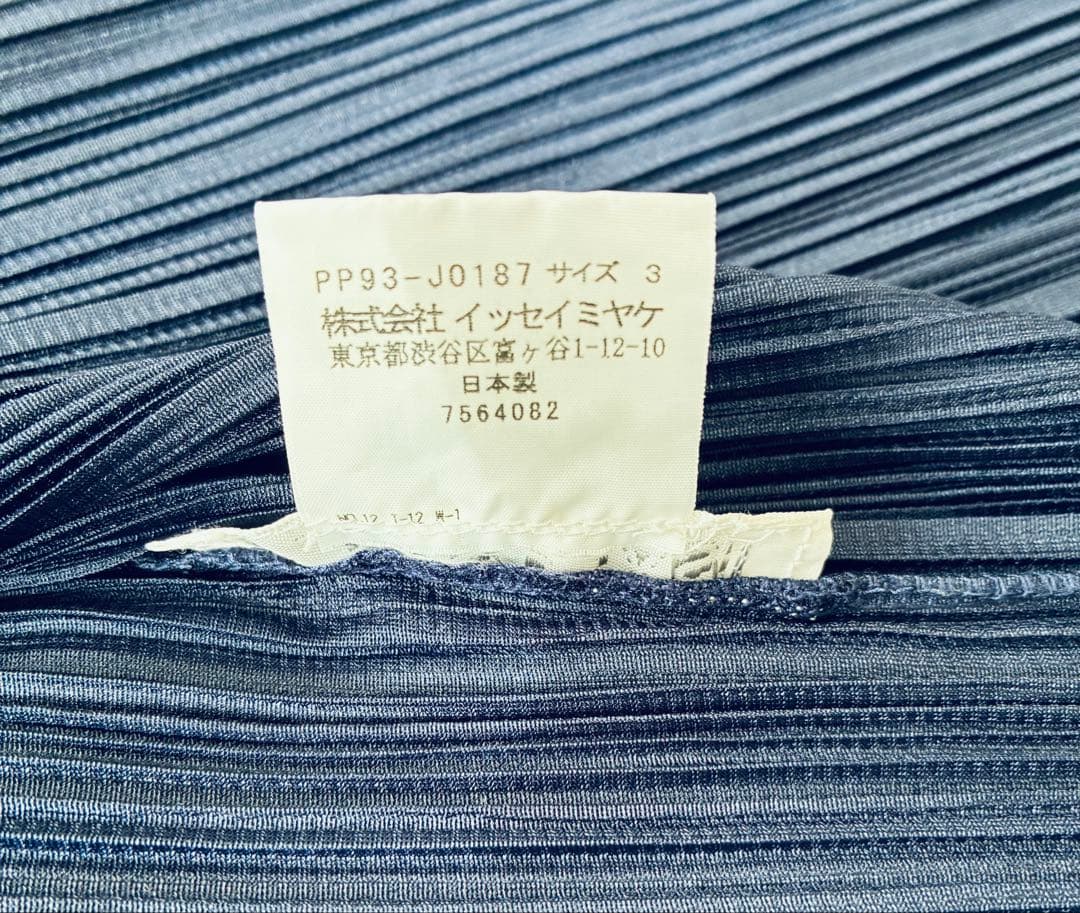 PP93-J0187 サイズ 3
株式会社 イッセイミヤケ
東京都渋谷区富ヶ谷1-12-10
日本製
7564082